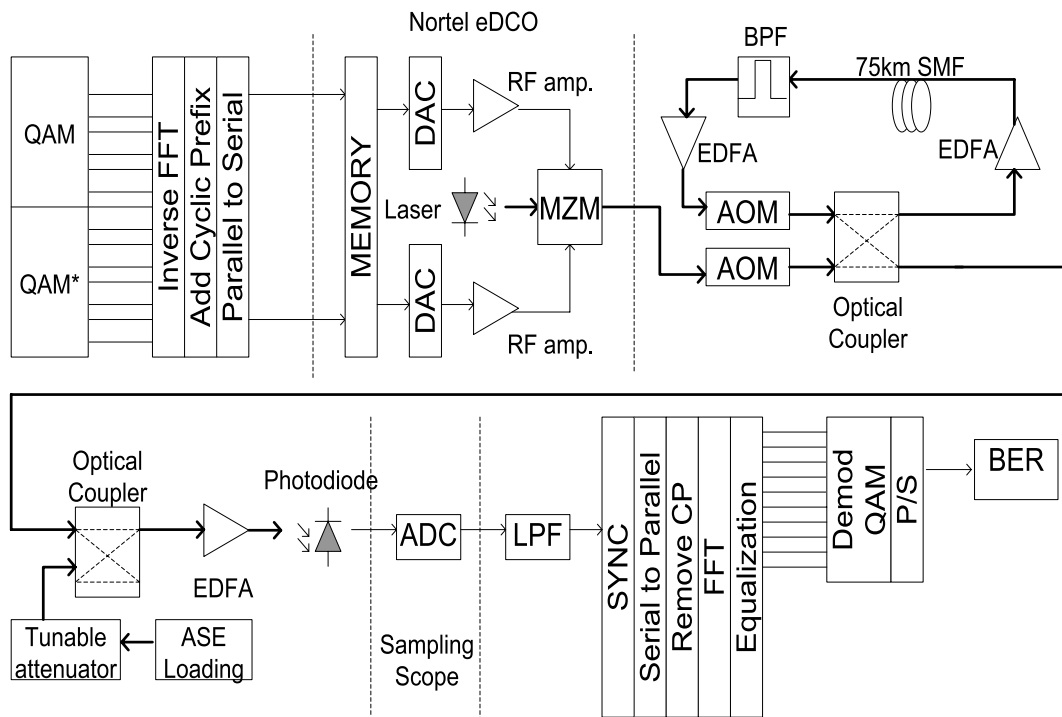 Nortel eDCO
QAM
QAM*
Inverse FFT
Add Cyclic Prefix
Parallel to Serial
MEMORY
DAC
RF amp.
Laser
MZM
DAC
RF amp.
BPF
75km SMF
EDFA
EDFA
AOM
AOM
Optical
Coupler
Optical
Coupler
EDFA
Tunable
attenuator
ASE
Loading
Photodiode
ADC
Sampling
Scope
LPF
SYNC
Serial to Parallel
Remove CP
FFT
Equalization
Demod
QAM
P/S
BER